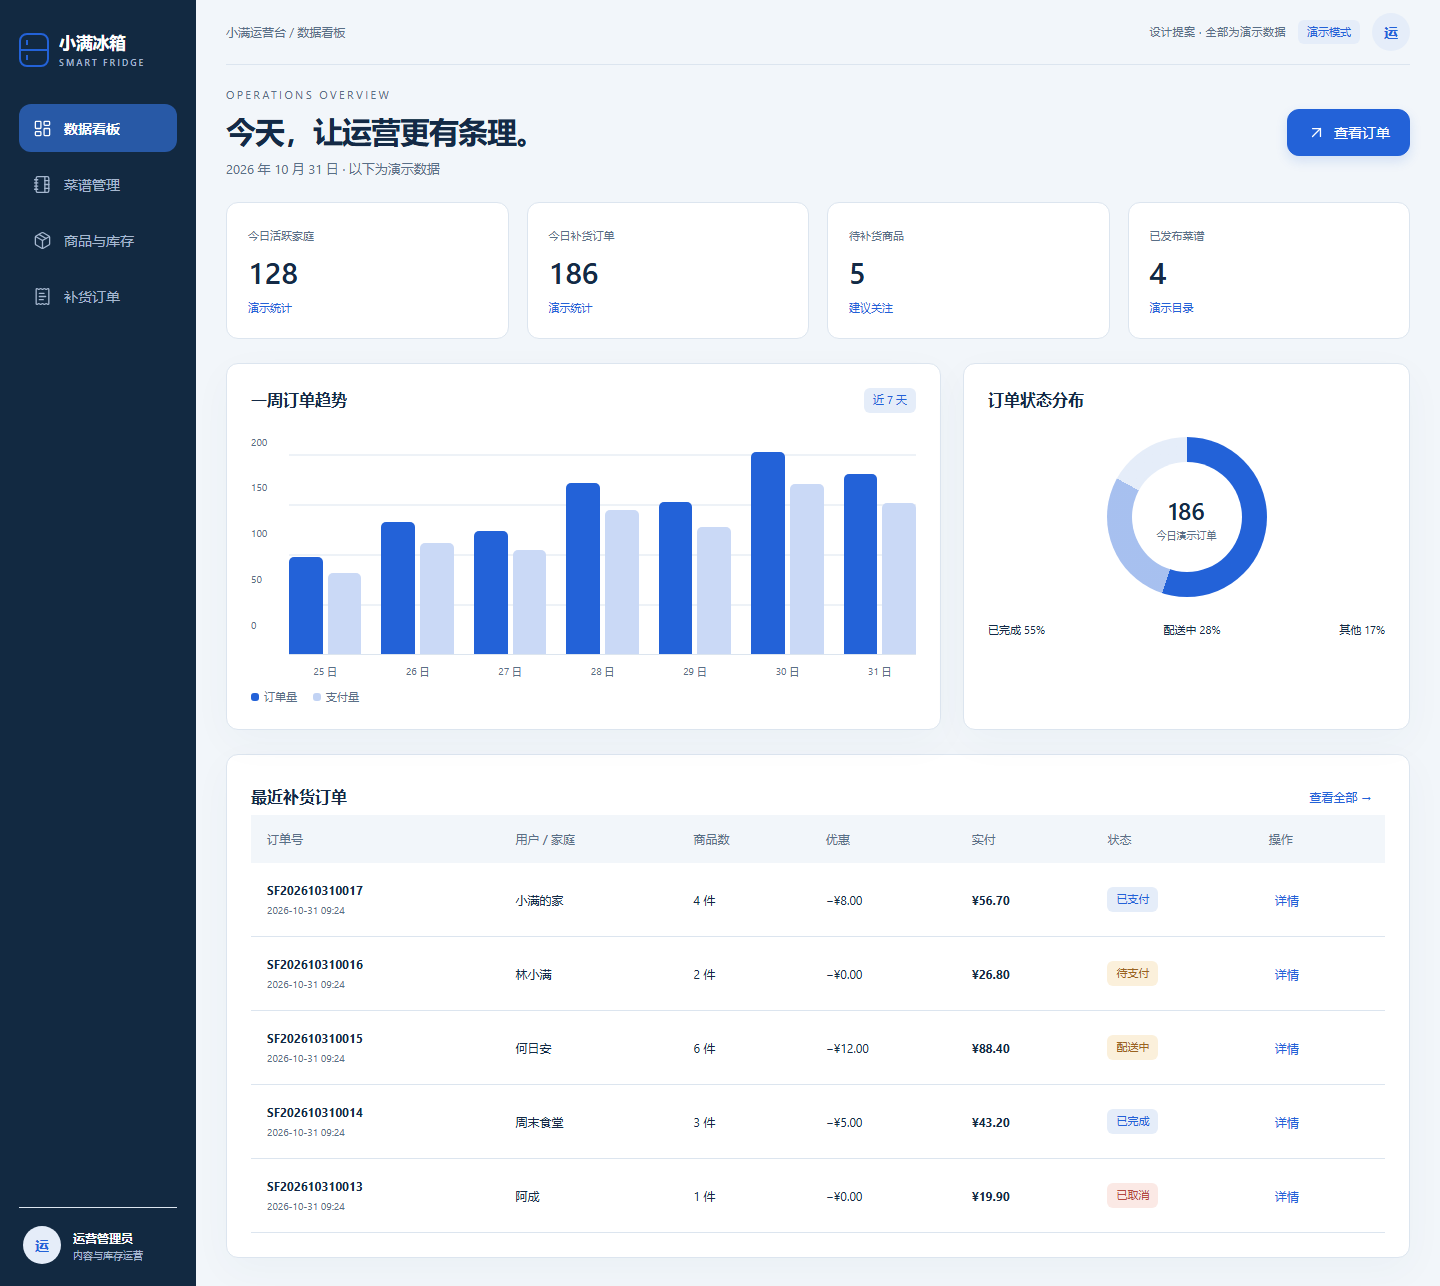 小满冰箱
SMART FRIDGE
数据看板
菜谱管理
商品与库存
补货订单
运
运营管理员
内容与库存运营
小满运营台 / 数据看板
设计提案 · 全部为演示数据
演示模式
运
OPERATIONS OVERVIEW
今天，让运营更有条理。
2026 年 10 月 31 日 · 以下为演示数据
查看订单
今日活跃家庭
128
演示统计
今日补货订单
186
演示统计
待补货商品
5
建议关注
已发布菜谱
4
演示目录
一周订单趋势
近 7 天
200
150
100
50
0
25 日 26 日 27 日 28 日 29 日 30 日 31 日
订单量 支付量
订单状态分布
186
今日演示订单
已完成 55% 配送中 28% 其他 17%
最近补货订单
查看全部 →
订单号 用户 / 家庭 商品数 优惠 实付 状态 操作
SF202610310017
2026-10-31 09:24
小满的家 4 件 −¥8.00 ¥56.70 已支付 详情
SF202610310016
2026-10-31 09:24
林小满 2 件 −¥0.00 ¥26.80 待支付 详情
SF202610310015
2026-10-31 09:24
何日安 6 件 −¥12.00 ¥88.40 配送中 详情
SF202610310014
2026-10-31 09:24
周末食堂 3 件 −¥5.00 ¥43.20 已完成 详情
SF202610310013
2026-10-31 09:24
阿成 1 件 −¥0.00 ¥19.90 已取消 详情